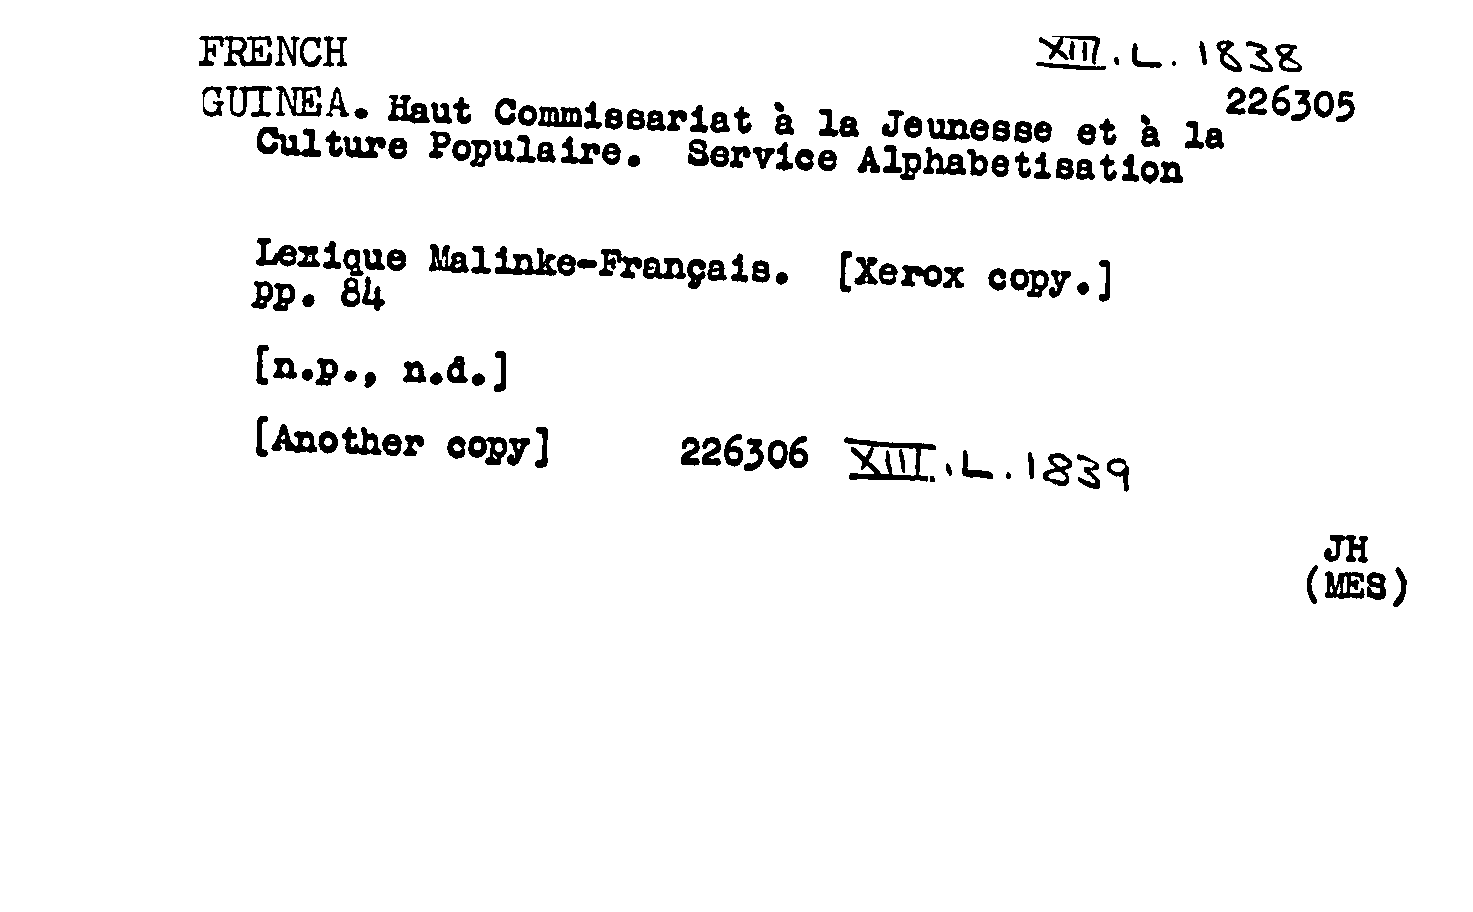 FRENCH XIII. L. 1838
GUINEA. Haut Commissariat à la Jeunesse et à la 226305
Culture Populaire. Service Alphabetisation
Lexique Malinke-Français. [Xerox copy.]
pp. 84
[n.p., n.d.]
[Another copy] 226306 XIII. L. 1839
JH
(MES)